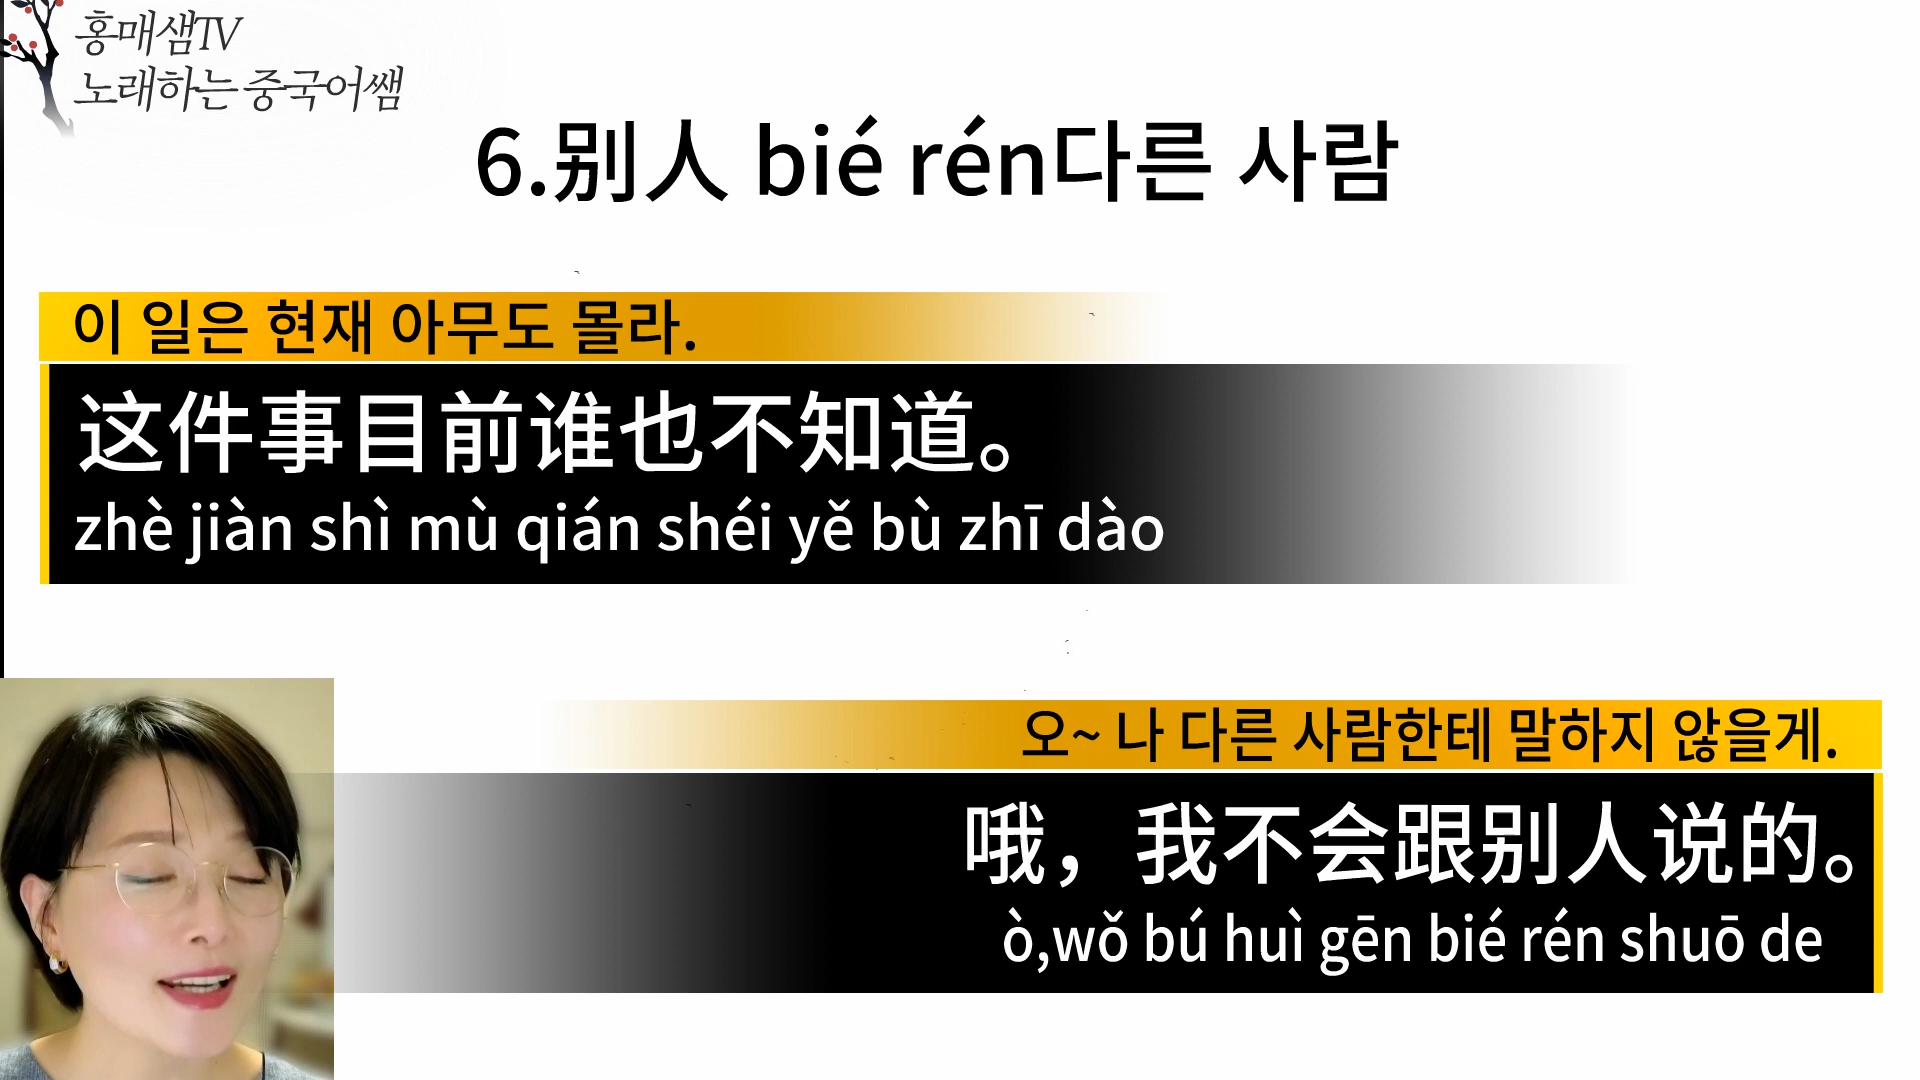 홍매샘TV
노래하는 중국어쌤
6.别人 bié rén다른 사람
이 일은 현재 아무도 몰라.
这件事目前谁也不知道。
zhè jiàn shì mù qián shéi yě bù zhī dào
오~ 나 다른 사람한테 말하지 않을게.
哦，我不会跟别人说的。
ò,wǒ bú huì gēn bié rén shuō de